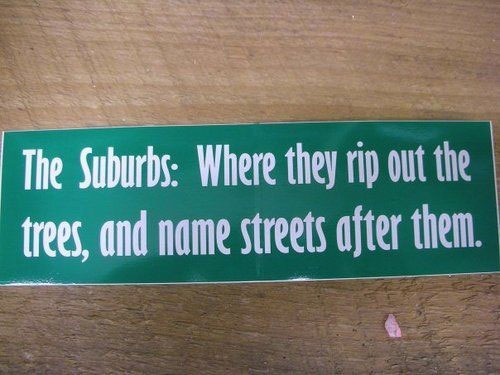 The Suburbs: Where they rip out the
trees, and name streets after them.